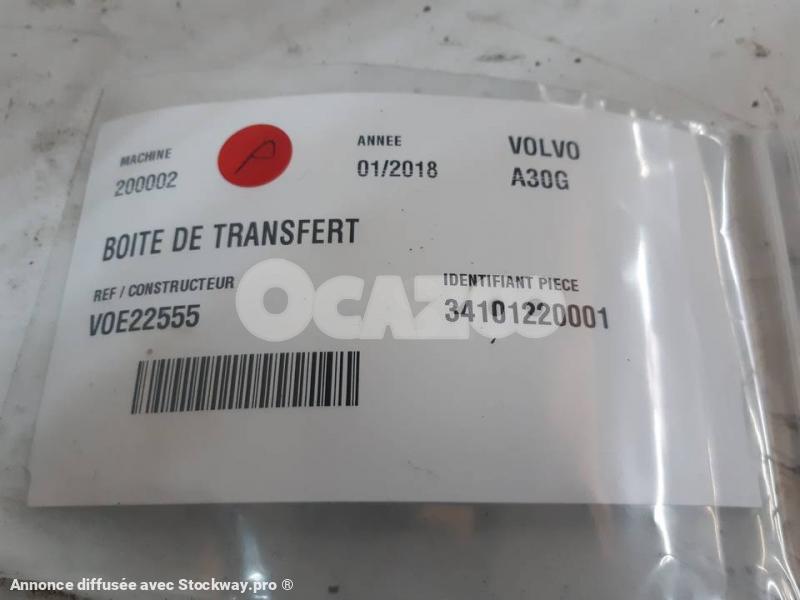 MACHINE
200002
P
ANNEE
01/2018
VOLVO
A30G
BOITE DE TRANSFERT
REF / CONSTRUCTEUR
VOE22555
IDENTIFIANT PIECE
34101220001
OCAZOO
Annonce diffusée avec Stockway.pro ®